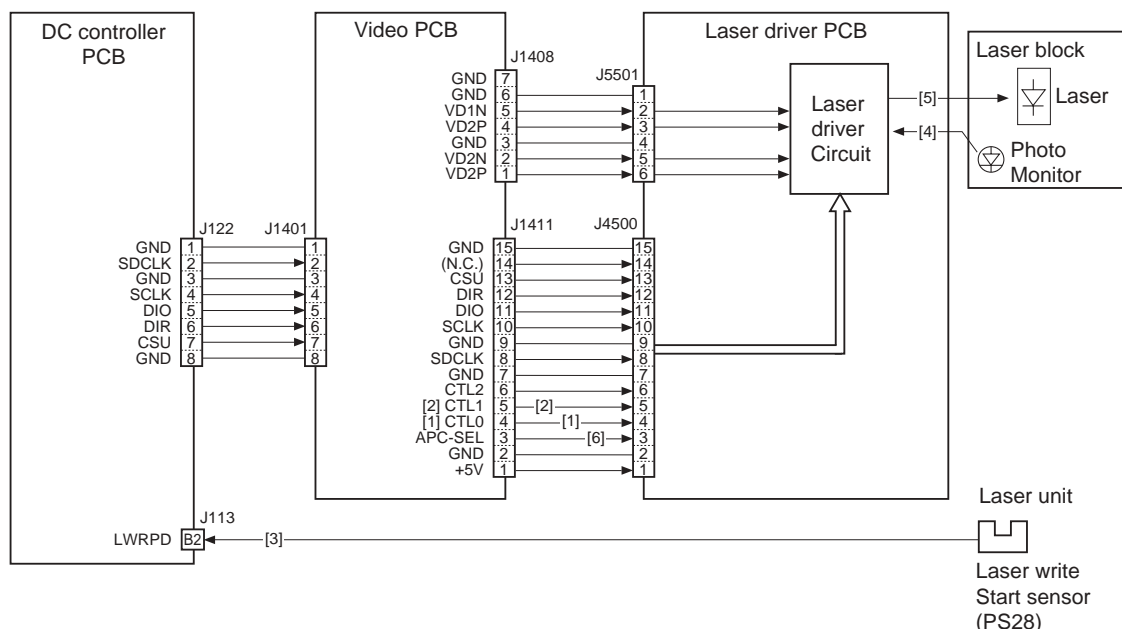 DC controller
PCB
Video PCB
Laser driver PCB
Laser block
Laser
Photo
Monitor
Laser
driver
Circuit
[5]
[4]
J1408
J5501
GND 7
GND 6 1
VD1N 5 2
VD2P 4 3
GND 3 4
VD2N 2 5
VD2P 1 6
J122 J1401
GND 1 1
SDCLK 2 2
GND 3 3
SCLK 4 4
DIO 5 5
DIR 6 6
CSU 7 7
GND 8 8
J1411 J4500
GND 15 15
(N.C.) 14 14
CSU 13 13
DIR 12 12
DIO 11 11
SCLK 10 10
GND 9 9
SDCLK 8 8
GND 7 7
CTL2 6 6
[2] CTL1 5 [2] 5
[1] CTL0 4 [1] 4
APC-SEL 3 [6] 3
GND 2 2
+5V 1 1
J113
LWRPD B2 [3]
Laser unit
Laser write
Start sensor
(PS28)